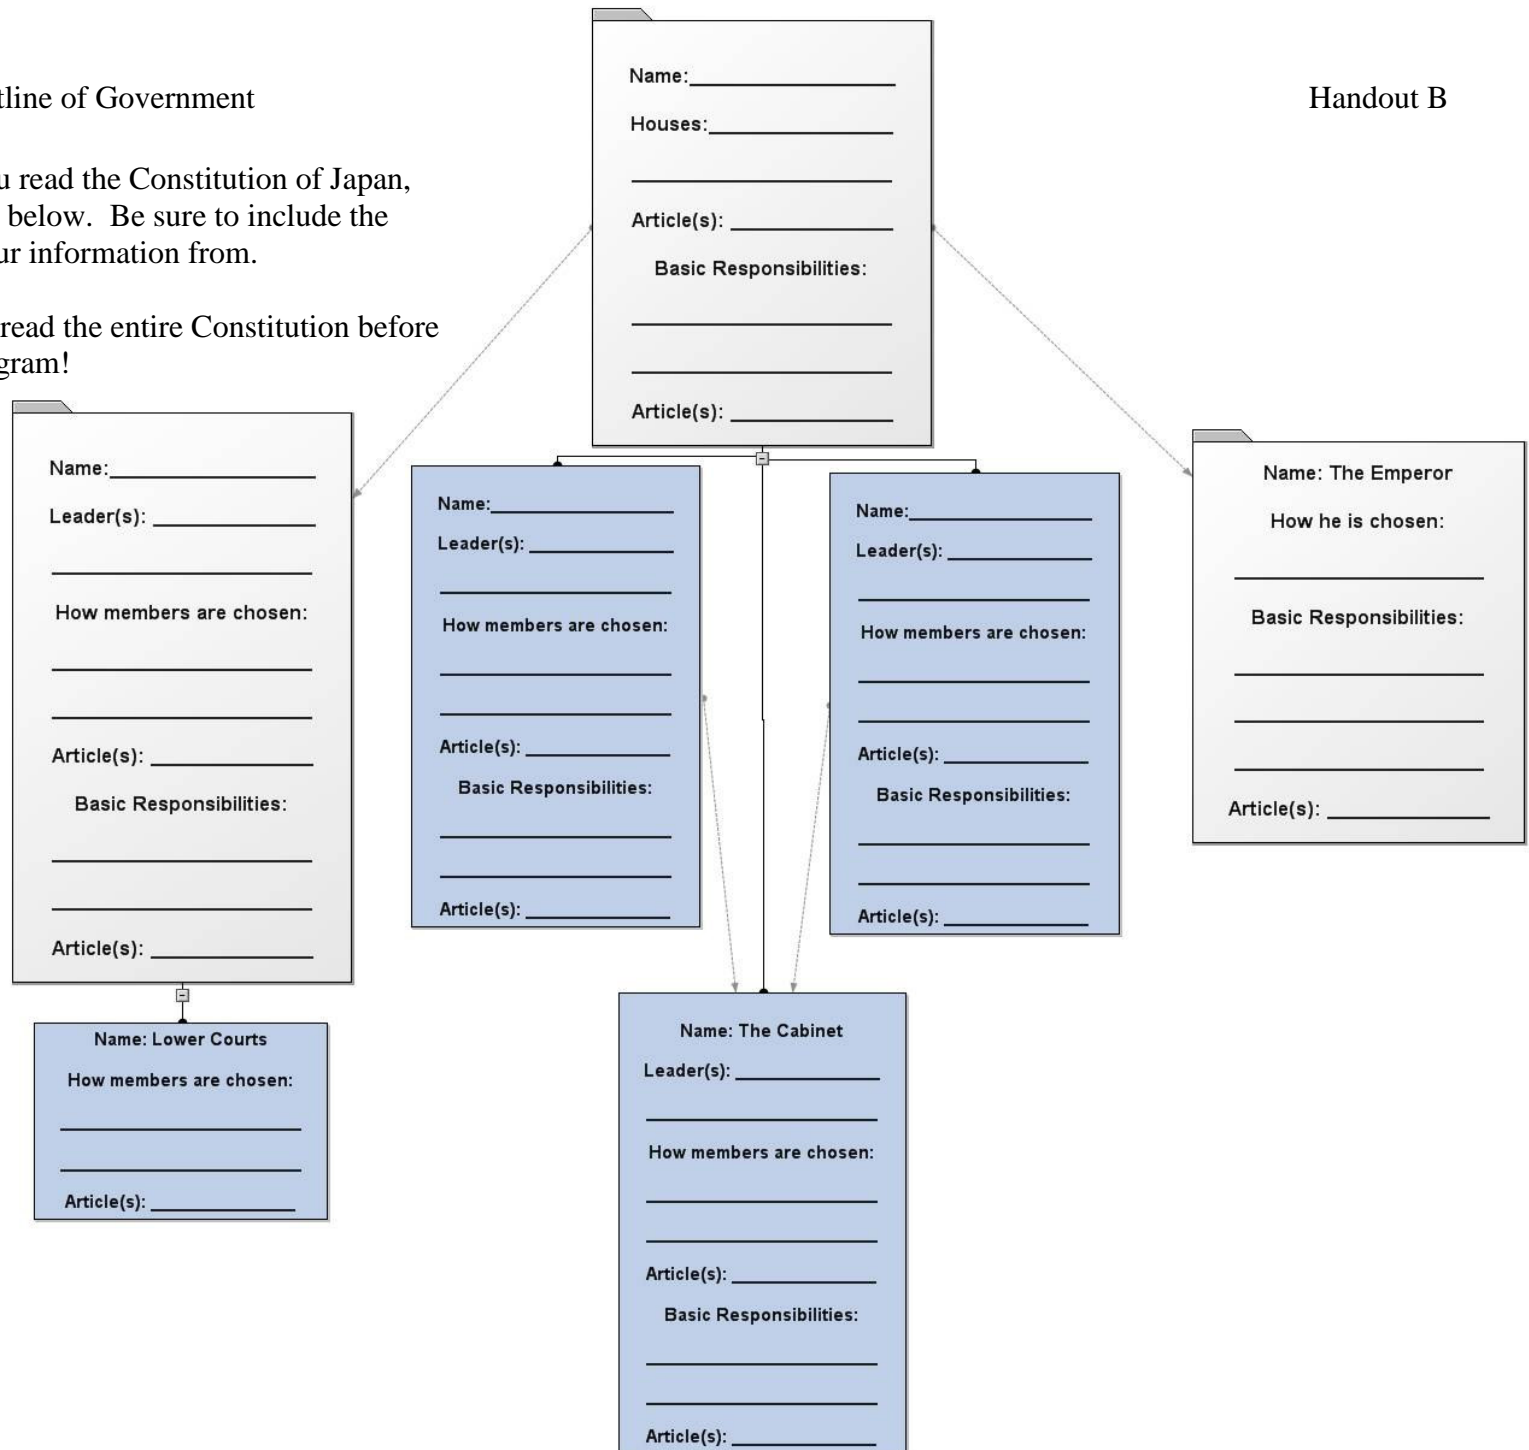 tline of Government
Handout B
u read the Constitution of Japan,
below. Be sure to include the
ur information from.
read the entire Constitution before
gram!
Name:
Houses:
Article(s):
Basic Responsibilities:
Article(s):
Name:
Leader(s):
How members are chosen:
Article(s):
Basic Responsibilities:
Article(s):
Name:
Leader(s):
How members are chosen:
Article(s):
Basic Responsibilities:
Article(s):
Name:
Leader(s):
How members are chosen:
Article(s):
Basic Responsibilities:
Article(s):
Name: The Emperor
How he is chosen:
Basic Responsibilities:
Article(s):
Name: Lower Courts
How members are chosen:
Article(s):
Name: The Cabinet
Leader(s):
How members are chosen:
Article(s):
Basic Responsibilities:
Article(s):